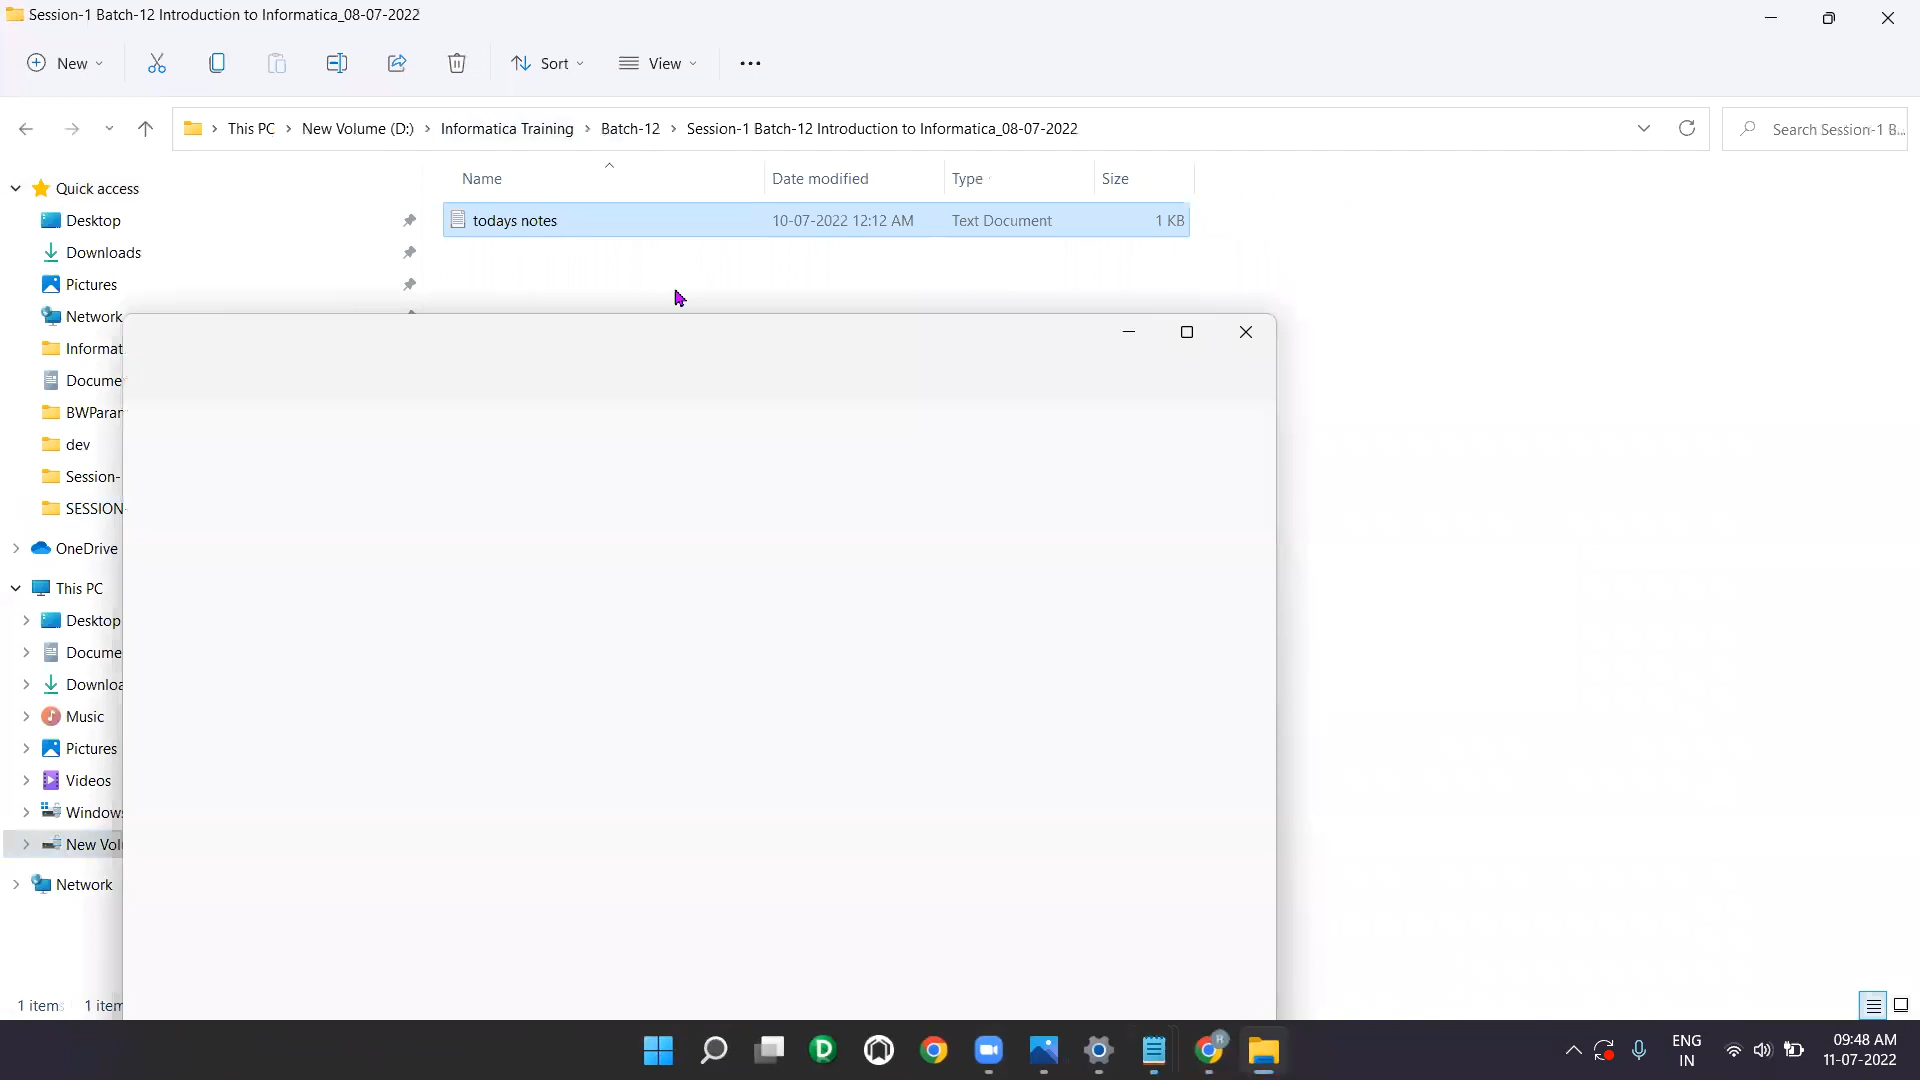 Session-1 Batch-12 Introduction to Informatica_08-07-2022
New
Sort
View
This PC
New Volume (D:)
Informatica Training
Batch-12
Session-1 Batch-12 Introduction to Informatica_08-07-2022
Search Session-1 B...
Name
Date modified
Type
Size
todays notes
10-07-2022 12:12 AM
Text Document
1 KB
Quick access
Desktop
Downloads
Pictures
Network
Informat
Docume
BWParam
dev
Session-
SESSION-
OneDrive
This PC
Desktop
Docume
Downloa
Music
Pictures
Videos
Windows
New Volu
Network
1 items
1 item
ENG
IN
09:48 AM
11-07-2022